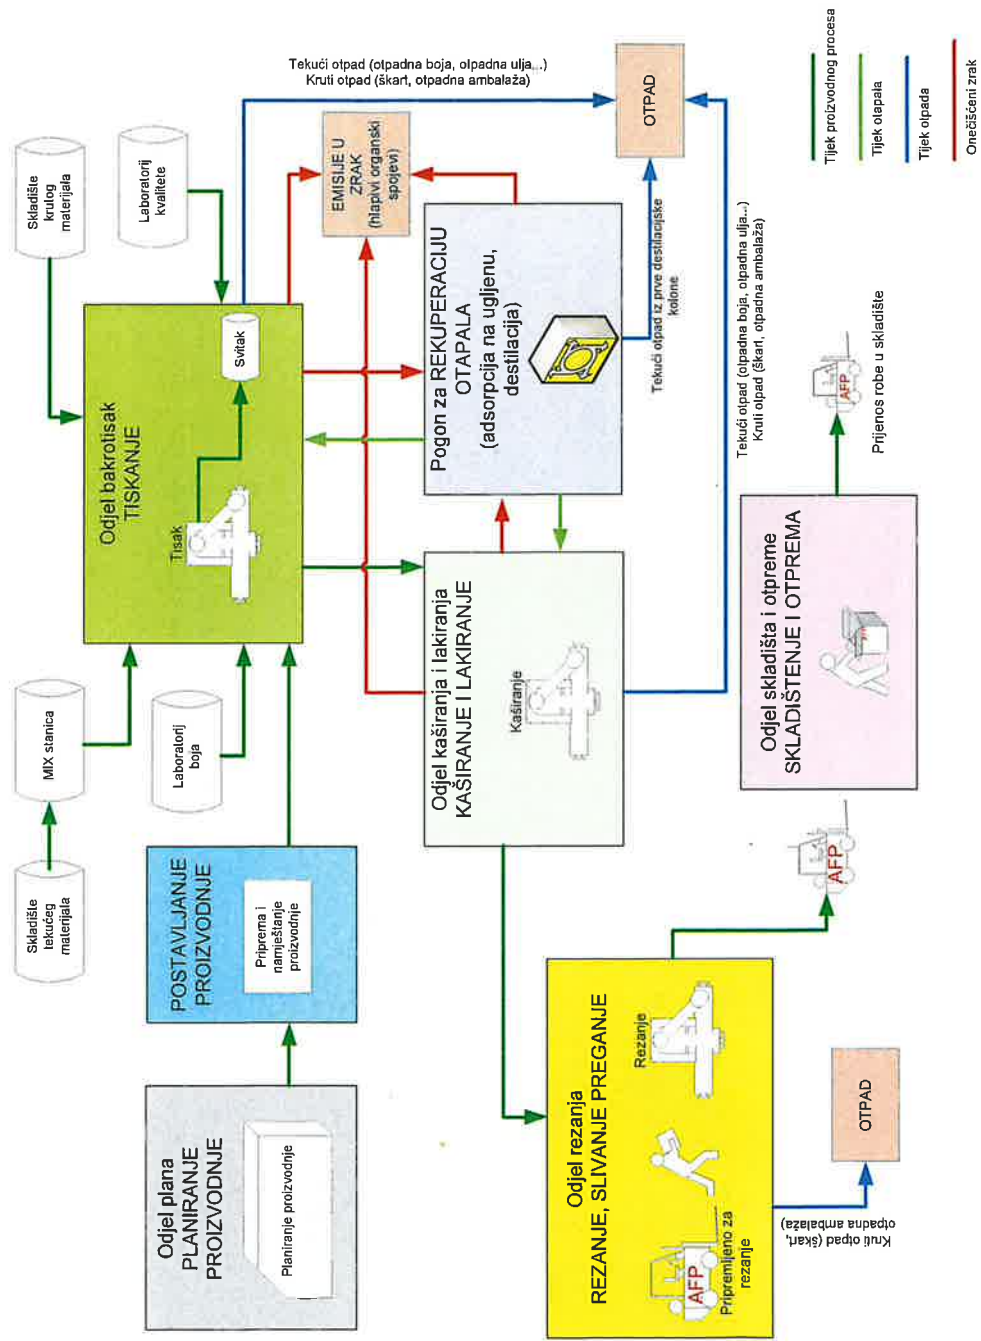 Skladište
tekućeg
materijala
MIX stanica
Laboratorij
boja
Skladište
krulog
materijala
Laboratorij
kvalitete
Odjel plana
PLANIRANJE
PROIZVODNJE
Planiranje proizvodnje
POSTAVLJANJE
PROIZVODNJE
Priprema i
namještanje
proizvodnje
Odjel bakrotisak
TISKANJE
Tisak
Svitak
Tekući otpad (otpadna boja, otpadna ulja...)
Kruti otpad (škart, otpadna ambalaža)
EMISIJE U
ZRAK
(hlapivi organski
spojevi)
OTPAD
Pogon za REKUPERACIJU
OTAPALA
(adsorpcija na ugljenu,
destilacija)
Tekući otpad iz prve destilacijske
kolone
Odjel kaširanja i lakiranja
KAŠIRANJE I LAKIRANJE
Kaširanje
Tekući otpad (otpadna boja, otpadna ulja...)
Kruti otpad (škart, otpadna ambalaža)
Odjel rezanja
REZANJE, SLIVANJE PREGANJE
Rezanje
AFP
Pripremljeno za
rezanje
Kruti otpad (škart,
otpadna ambalaža)
OTPAD
AFP
Odjel skladišta i otpreme
SKLADIŠTENJE I OTPREMA
AFP
Prijenos robe u skladište
Tijek proizvodnog procesa
Tijek otapala
Tijek otpada
Onečišćeni zrak